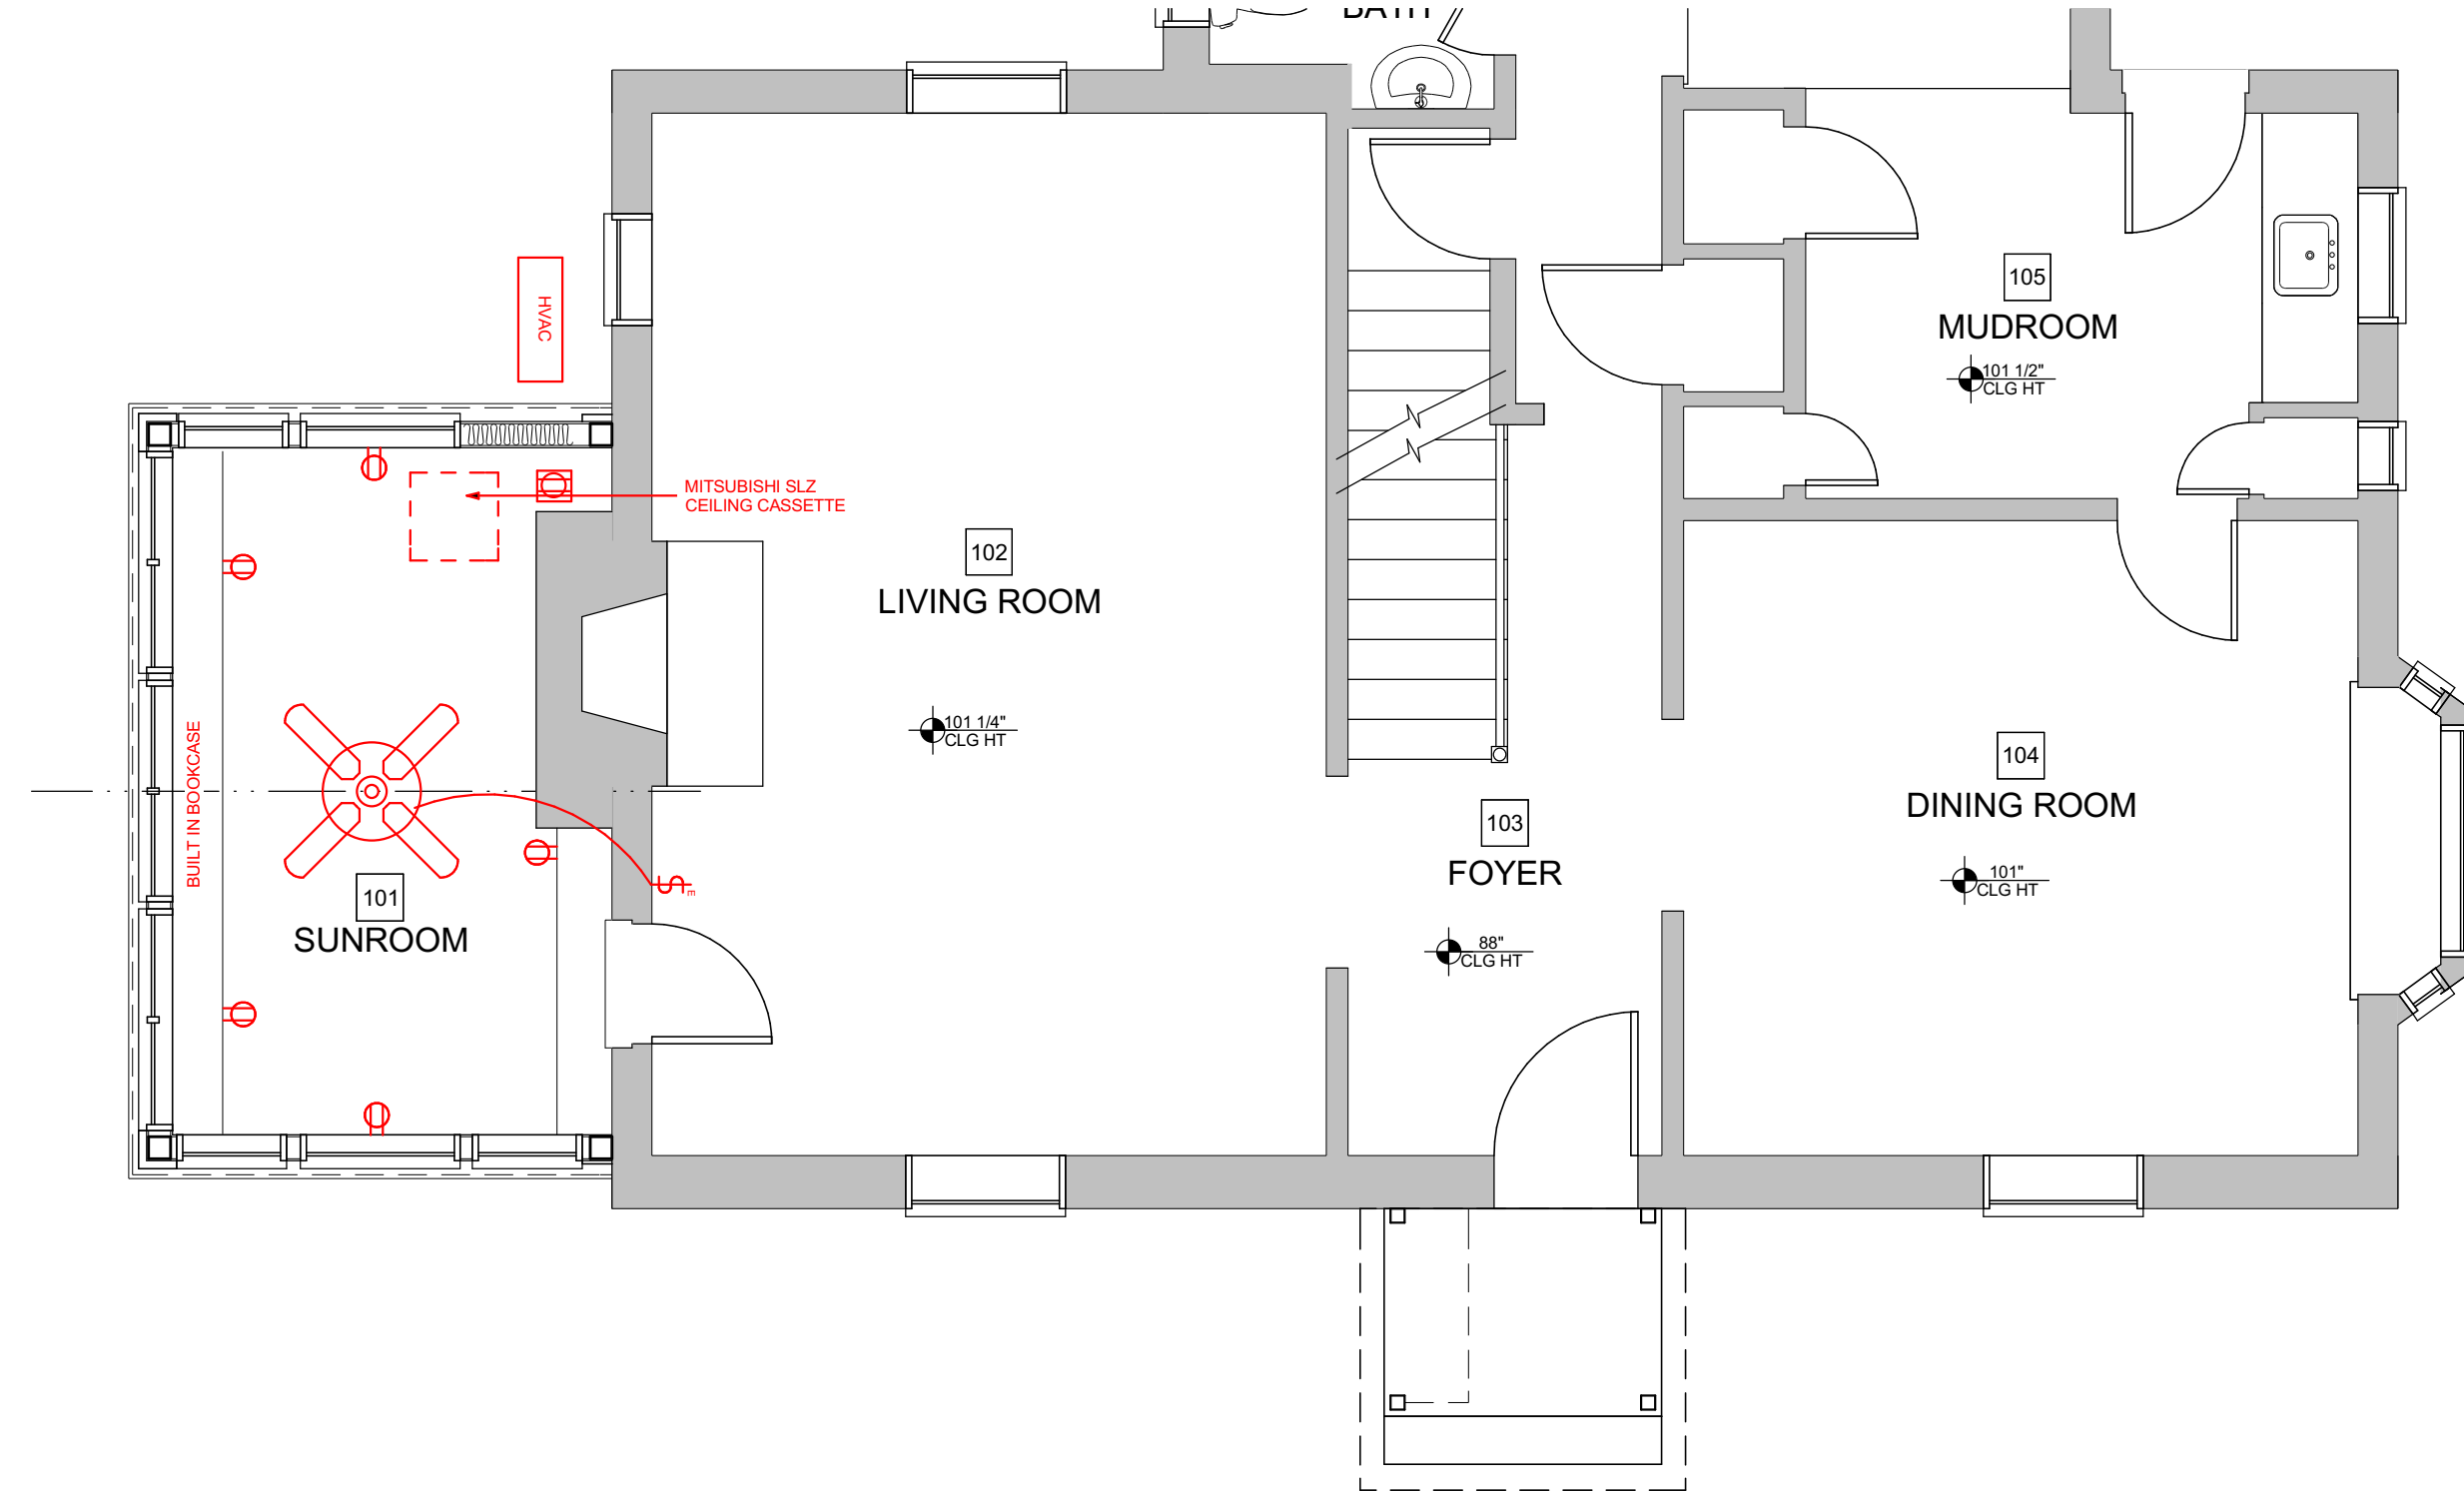 BATH
HVAC
105
MUDROOM
101 1/2"
CLG HT
MITSUBISHI SLZ
CEILING CASSETTE
102
LIVING ROOM
101 1/4"
CLG HT
BUILT IN BOOKCASE
104
DINING ROOM
103
FOYER
101"
CLG HT
$E
101
SUNROOM
88"
CLG HT